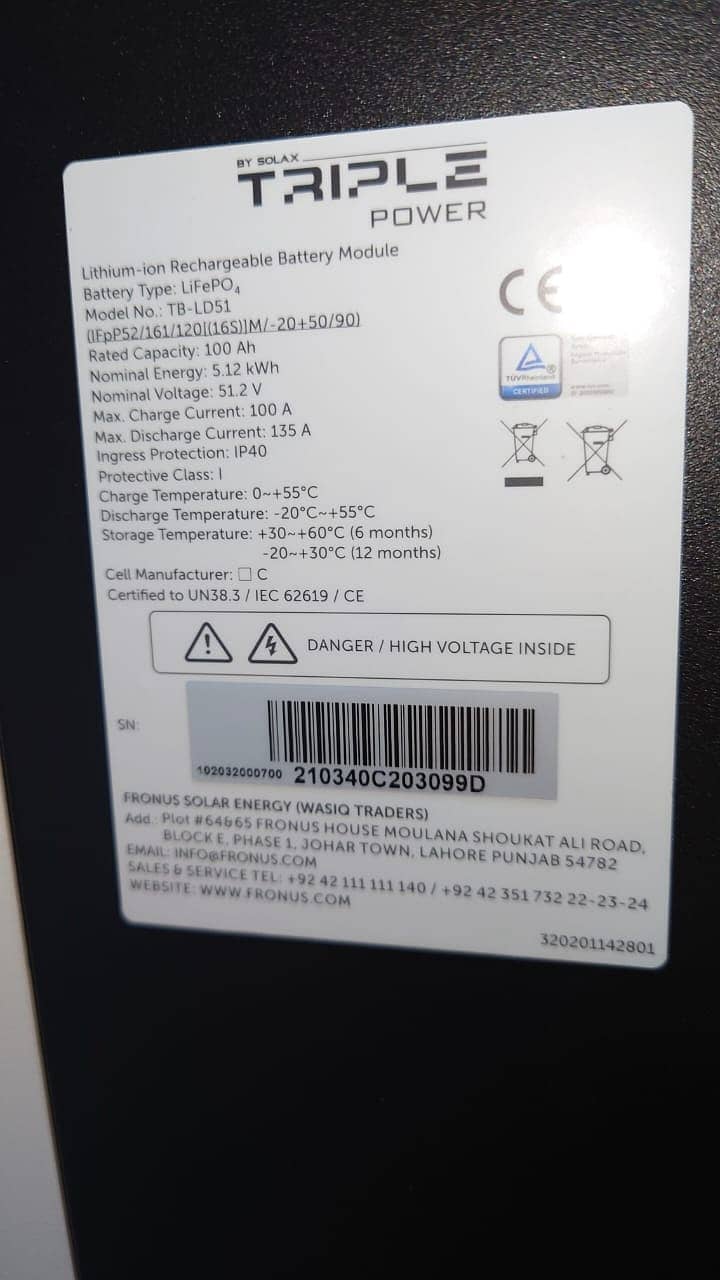 BY SOLAX
TRIPLE
POWER
Lithium-ion Rechargeable Battery Module
Battery Type: LiFePO₄
Model No.: TB-LD51
(IFpP52/161/120[(16S)]M/-20+50/90)
Rated Capacity: 100 Ah
Nominal Energy: 5.12 kWh
Nominal Voltage: 51.2 V
Max. Charge Current: 100 A
Max. Discharge Current: 135 A
Ingress Protection: IP40
Protective Class: I
Charge Temperature: 0~+55°C
Discharge Temperature: -20°C~+55°C
Storage Temperature: +30~+60°C (6 months)
-20~+30°C (12 months)
Cell Manufacturer: □ C
Certified to UN38.3 / IEC 62619 / CE
CE
TÜVRheinland®
CERTIFIED
DANGER / HIGH VOLTAGE INSIDE
SN:
102032000700 210340C203099D
FRONUS SOLAR ENERGY (WASIQ TRADERS)
Add.: Plot #64&65 FRONUS HOUSE MOULANA SHOUKAT ALI ROAD,
BLOCK E, PHASE 1, JOHAR TOWN, LAHORE PUNJAB 54782
EMAIL: INFO@FRONUS.COM
SALES & SERVICE TEL: +92 42 111 111 140 / +92 42 351 732 22-23-24
WEBSITE: WWW.FRONUS.COM
320201142801